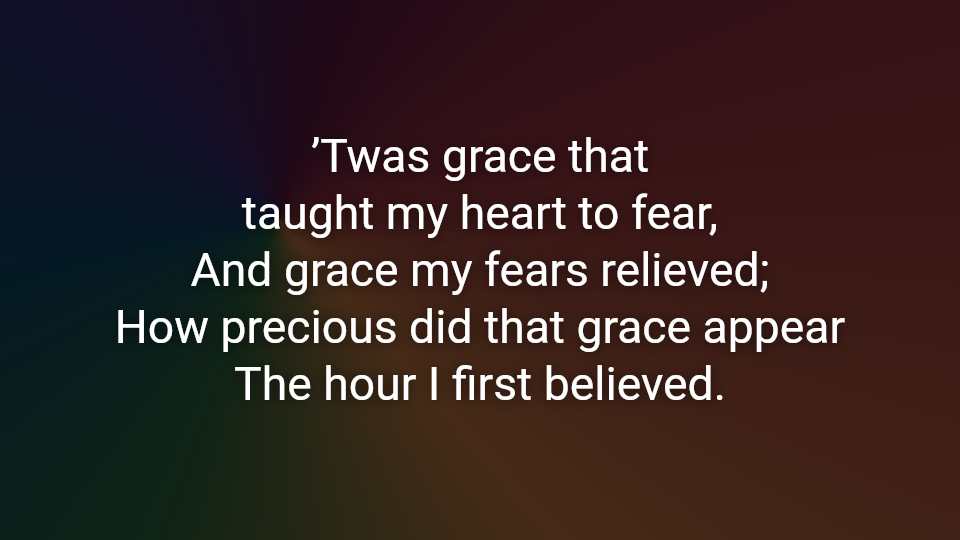 ’Twas grace that
taught my heart to fear,
And grace my fears relieved;
How precious did that grace appear
The hour I first believed.